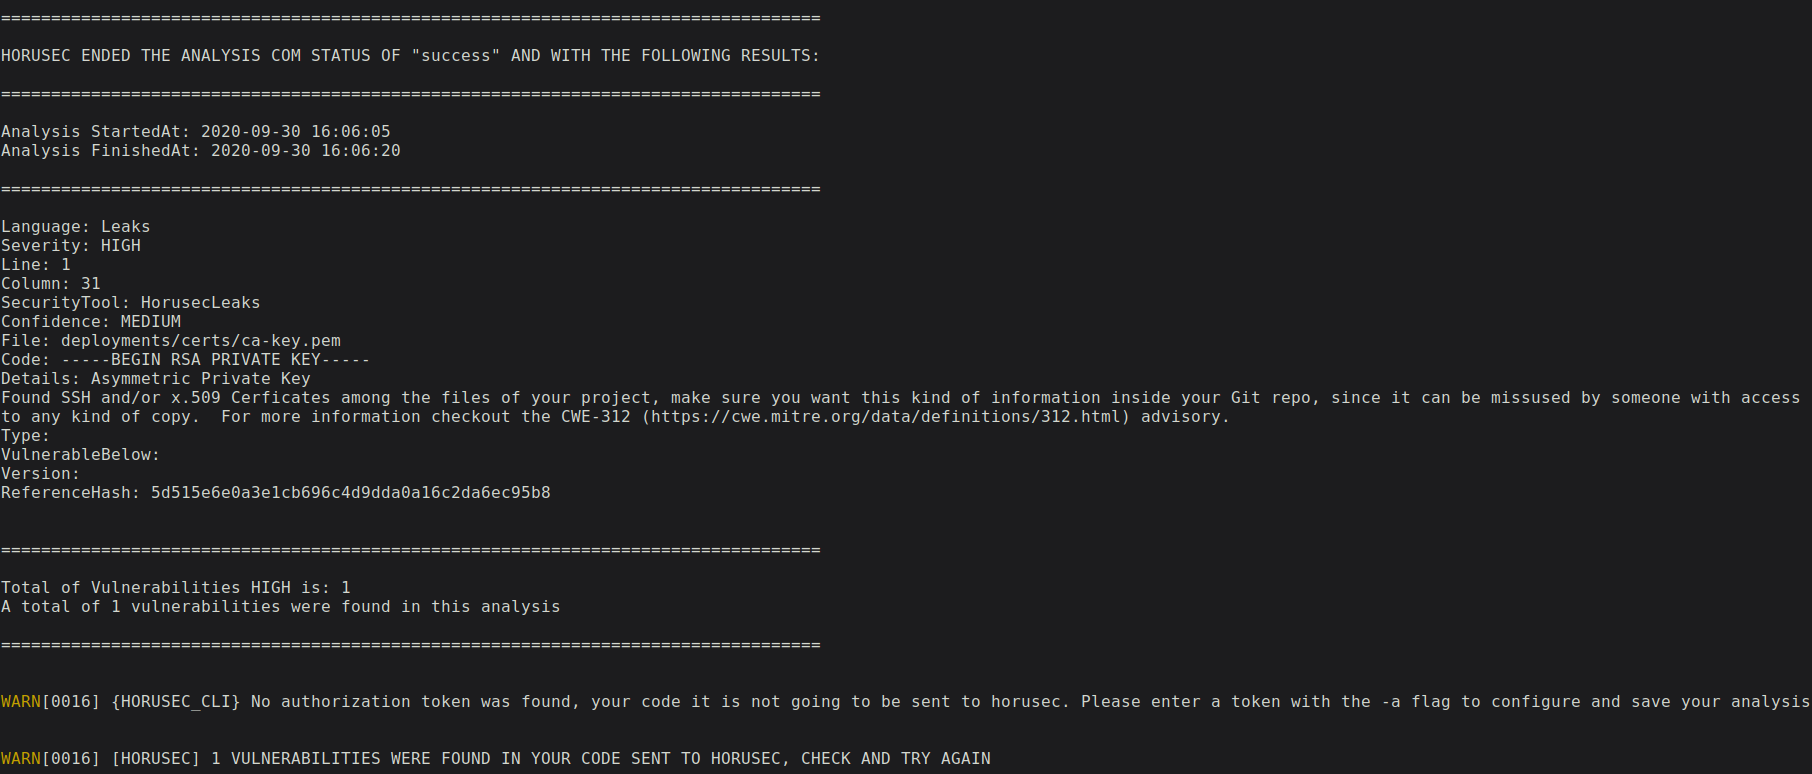 ==================================================================================
HORUSEC ENDED THE ANALYSIS COM STATUS OF "success" AND WITH THE FOLLOWING RESULTS:
==================================================================================
Analysis StartedAt: 2020-09-30 16:06:05
Analysis FinishedAt: 2020-09-30 16:06:20
==================================================================================
Language: Leaks
Severity: HIGH
Line: 1
Column: 31
SecurityTool: HorusecLeaks
Confidence: MEDIUM
File: deployments/certs/ca-key.pem
Code: -----BEGIN RSA PRIVATE KEY-----
Details: Asymmetric Private Key
Found SSH and/or x.509 Cerficates among the files of your project, make sure you want this kind of information inside your Git repo, since it can be missused by someone with access
to any kind of copy.  For more information checkout the CWE-312 (https://cwe.mitre.org/data/definitions/312.html) advisory.
Type:
VulnerableBelow:
Version:
ReferenceHash: 5d515e6e0a3e1cb696c4d9dda0a16c2da6ec95b8
==================================================================================
Total of Vulnerabilities HIGH is: 1
A total of 1 vulnerabilities were found in this analysis
==================================================================================
WARN[0016] {HORUSEC_CLI} No authorization token was found, your code it is not going to be sent to horusec. Please enter a token with the -a flag to configure and save your analysis
WARN[0016] [HORUSEC] 1 VULNERABILITIES WERE FOUND IN YOUR CODE SENT TO HORUSEC, CHECK AND TRY AGAIN